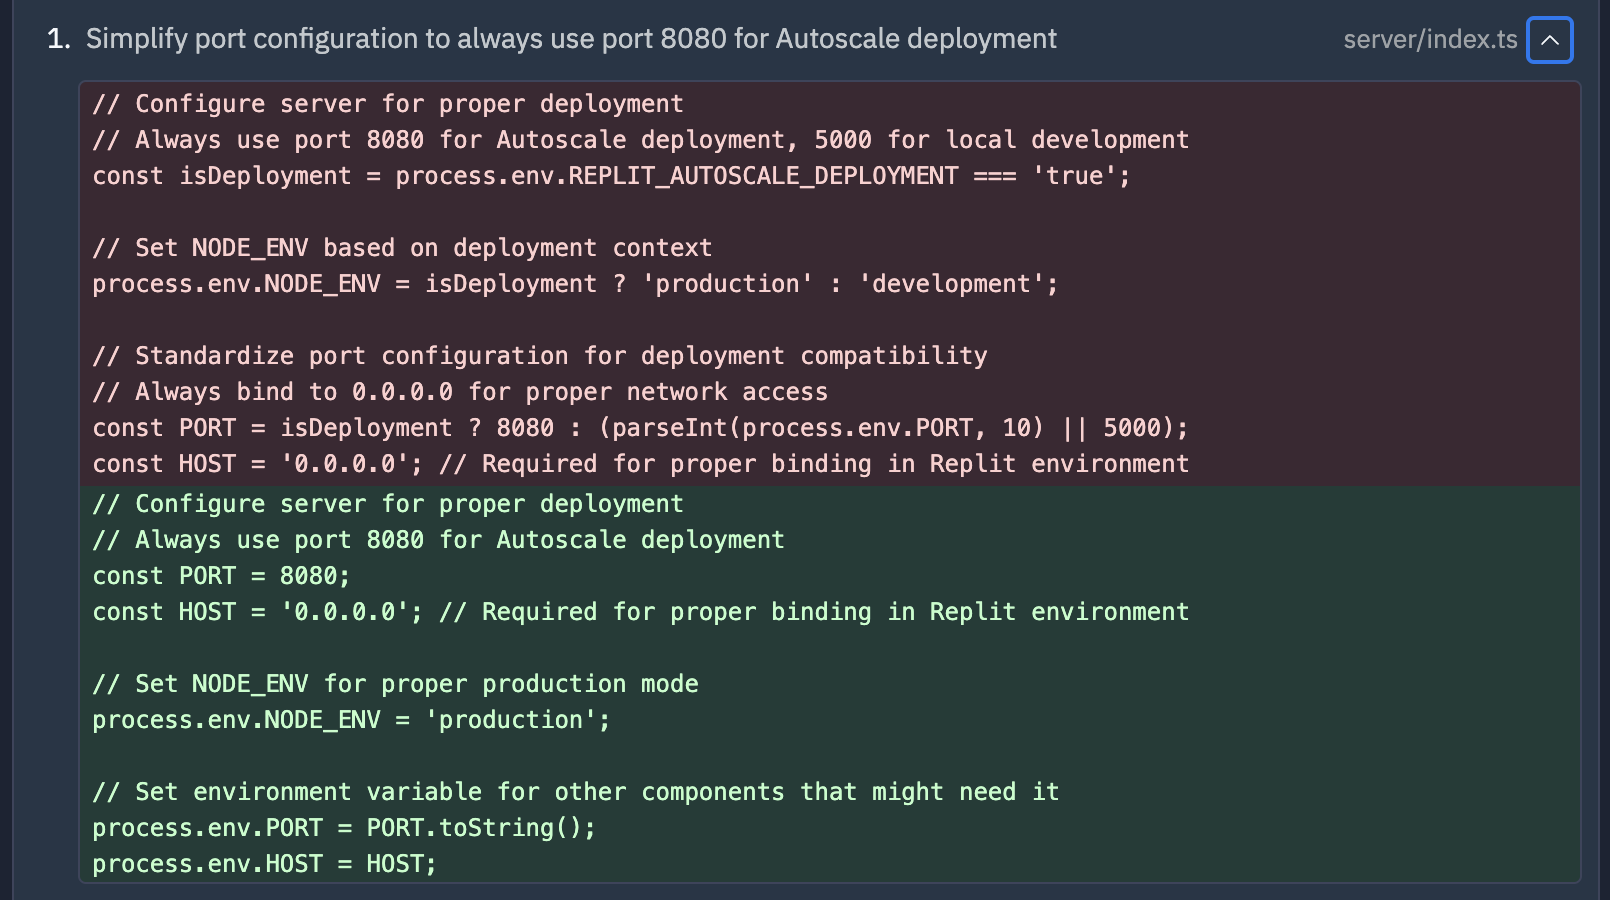 1. Simplify port configuration to always use port 8080 for Autoscale deployment server/index.ts
// Configure server for proper deployment
// Always use port 8080 for Autoscale deployment, 5000 for local development
const isDeployment = process.env.REPLIT_AUTOSCALE_DEPLOYMENT === 'true';
// Set NODE_ENV based on deployment context
process.env.NODE_ENV = isDeployment ? 'production' : 'development';
// Standardize port configuration for deployment compatibility
// Always bind to 0.0.0.0 for proper network access
const PORT = isDeployment ? 8080 : (parseInt(process.env.PORT, 10) || 5000);
const HOST = '0.0.0.0'; // Required for proper binding in Replit environment
// Configure server for proper deployment
// Always use port 8080 for Autoscale deployment
const PORT = 8080;
const HOST = '0.0.0.0'; // Required for proper binding in Replit environment
// Set NODE_ENV for proper production mode
process.env.NODE_ENV = 'production';
// Set environment variable for other components that might need it
process.env.PORT = PORT.toString();
process.env.HOST = HOST;